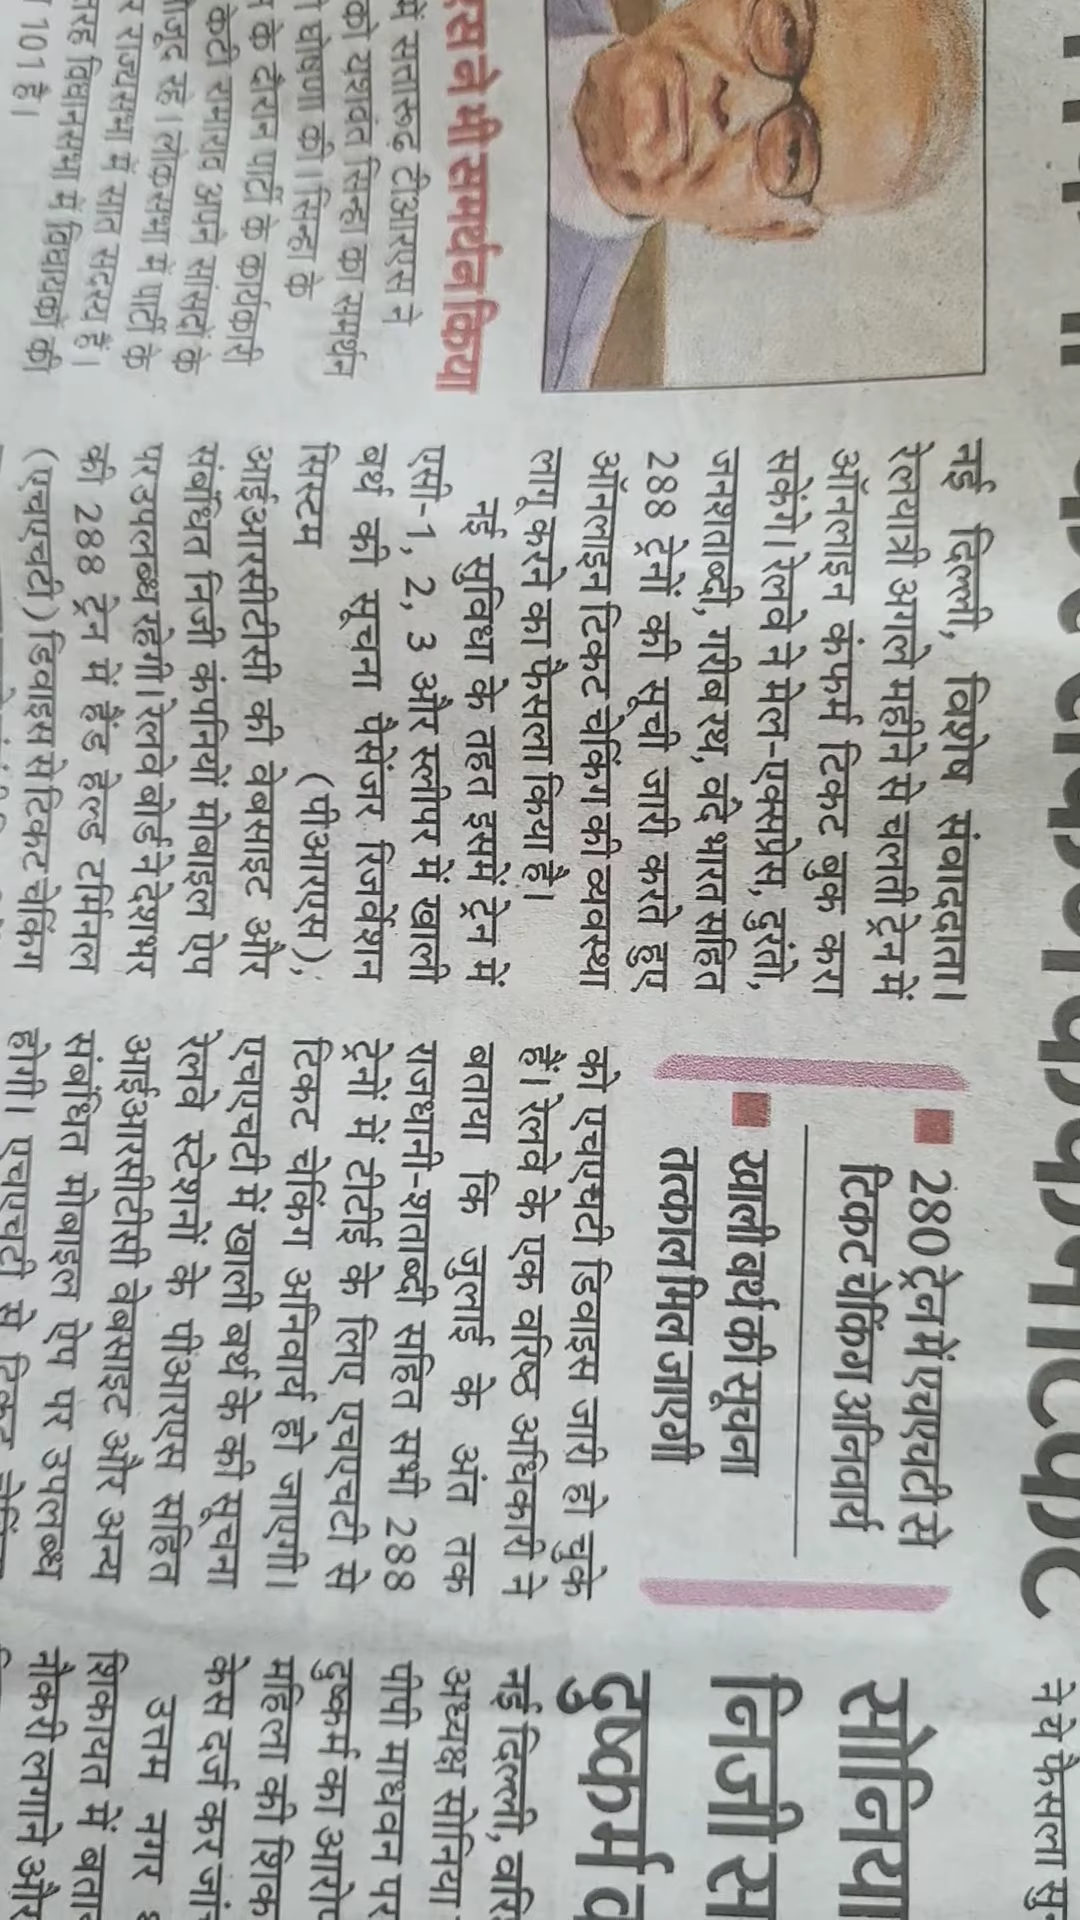 ने भी समर्थन किया
में सत्तारूढ़ टीआरएस ने
को यशवंत सिन्हा का समर्थन
घोषणा की। सिन्हा के
के दौरान पार्टी के कार्यकारी
केटी रामाराव अपने सांसदों के
रहे। लोकसभा में पार्टी के
राज्यसभा में सात सदस्य हैं।
विधानसभा में विधायकों की
101 है।
नई दिल्ली, विशेष संवाददाता।
रेलयात्री अगले महीने से चलती ट्रेन में
ऑनलाइन कंफर्म टिकट बुक करा
सकेंगे। रेलवे ने मेल-एक्सप्रेस, दुरंतो,
जनशताब्दी, गरीब रथ, वंदे भारत सहित
288 ट्रेनों की सूची जारी करते हुए
ऑनलाइन टिकट चेकिंग की व्यवस्था
लागू करने का फैसला किया है।
नई सुविधा के तहत इसमें ट्रेन में
एसी-1, 2, 3 और स्लीपर में खाली
बर्थ की सूचना पैसेंजर रिजर्वेशन
सिस्टम (पीआरएस),
आईआरसीटीसी की वेबसाइट और
संबंधित निजी कंपनियों मोबाइल ऐप
पर उपलब्ध रहेगी। रेलवे बोर्ड ने देशभर
की 288 ट्रेन में हैंड हेल्ड टर्मिनल
(एचएचटी) डिवाइस से टिकट चेकिंग
280 ट्रेन में एचएचटी से
टिकट चेकिंग अनिवार्य
खाली बर्थ की सूचना
तत्काल मिल जाएगी
को एचएचटी डिवाइस जारी हो चुके
हैं। रेलवे के एक वरिष्ठ अधिकारी ने
बताया कि जुलाई के अंत तक
राजधानी-शताब्दी सहित सभी 288
ट्रेनों में टीटीई के लिए एचएचटी से
टिकट चेकिंग अनिवार्य हो जाएगी।
एचएचटी में खाली बर्थ के की सूचना
रेलवे स्टेशनों के पीआरएस सहित
आईआरसीटीसी वेबसाइट और अन्य
संबंधित मोबाइल ऐप पर उपलब्ध
होगी। एचएचटी से टिकट
ने ये फैसला
सोनिया
निजी
दुष्कर्म
नई दिल्ली,
अध्यक्ष सोनिया
पीपी माधवन पर
दुष्कर्म का
महिला की
केस दर्ज कर
उत्तम नगर
शिकायत में
नौकरी लगाने और